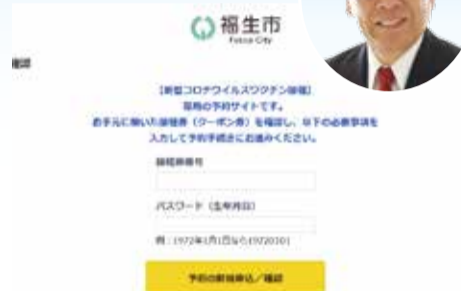 福生市
Fussa City
確認
【新型コロナウイルスワクチン接種】
専用の予約サイトです。
お手元に届いた接種券（クーポン券）を確認し、以下の必要事項を
入力して予約手続きにお進みください。
接種券番号
パスワード（生年月日）
例：1972年1月1日なら19720101
予約の新規申込／確認